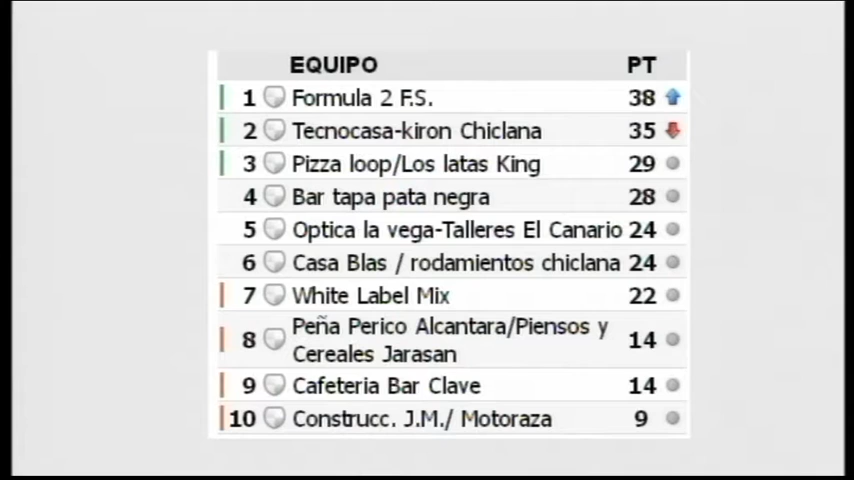 EQUIPO PT
1 Formula 2 F.S. 38
2 Tecnocasa-kiron Chiclana 35
3 Pizza loop/Los latas King 29
4 Bar tapa pata negra 28
5 Optica la vega-Talleres El Canario 24
6 Casa Blas / rodamientos chiclana 24
7 White Label Mix 22
8 Peña Perico Alcantara/Piensos y
Cereales Jarasan 14
9 Cafeteria Bar Clave 14
10 Construcc. J.M./ Motoraza 9